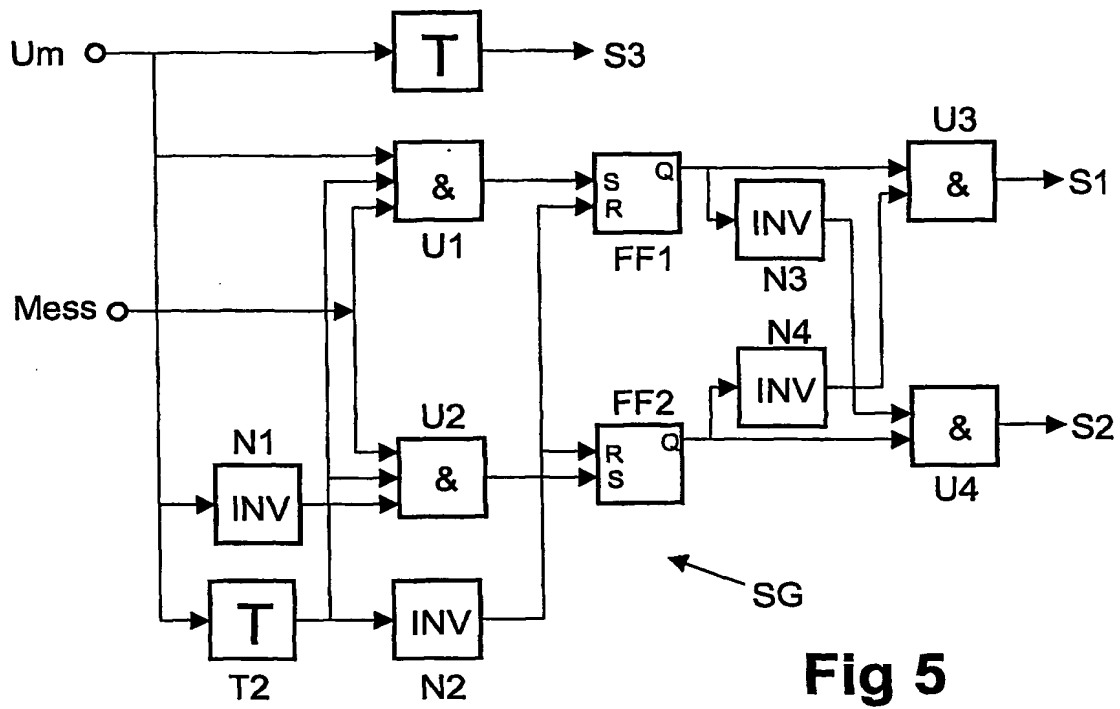 Um
T
S3
U3
&
S1
&
U1
S
R
Q
FF1
INV
N3
Mess
N4
INV
FF2
R
S
Q
&
S2
U4
U2
&
N1
INV
T
T2
INV
N2
SG
Fig 5